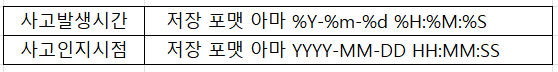 사고발생시간 저장 포맷 아마 %Y-%m-%d %H:%M:%S
사고인지시점 저장 포맷 아마 YYYY-MM-DD HH:MM:SS